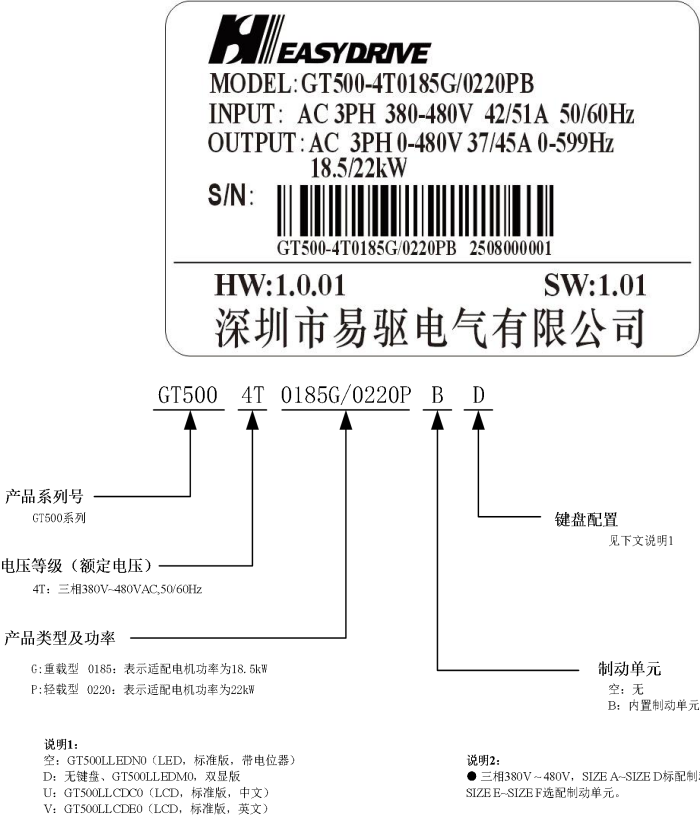 EASYDRIVE
MODEL:GT500-4T0185G/0220PB
INPUT: AC 3PH 380-480V 42/51A 50/60Hz
OUTPUT:AC 3PH 0-480V 37/45A 0-599Hz
18.5/22kW
S/N:
GT500-4T0185G/0220PB 2508000001
HW:1.0.01 SW:1.01
深圳市易驱电气有限公司
GT500 4T 0185G/0220P B D
产品系列号
GT500系列
键盘配置
见下文说明1
电压等级（额定电压）
4T：三相380V~480VAC,50/60Hz
产品类型及功率
G:重载型 0185：表示适配电机功率为18.5kW
P:轻载型 0220：表示适配电机功率为22kW
制动单元
空：无
B：内置制动单元
说明1：
空：GT500LLEDN0（LED，标准版，带电位器）
D：无键盘、GT500LLEDM0，双显版
U：GT500LLCDC0（LCD，标准版，中文）
V：GT500LLCDE0（LCD，标准版，英文）
说明2：
● 三相380V～480V，SIZE A~SIZE D标配制
SIZE E~SIZE F选配制动单元。